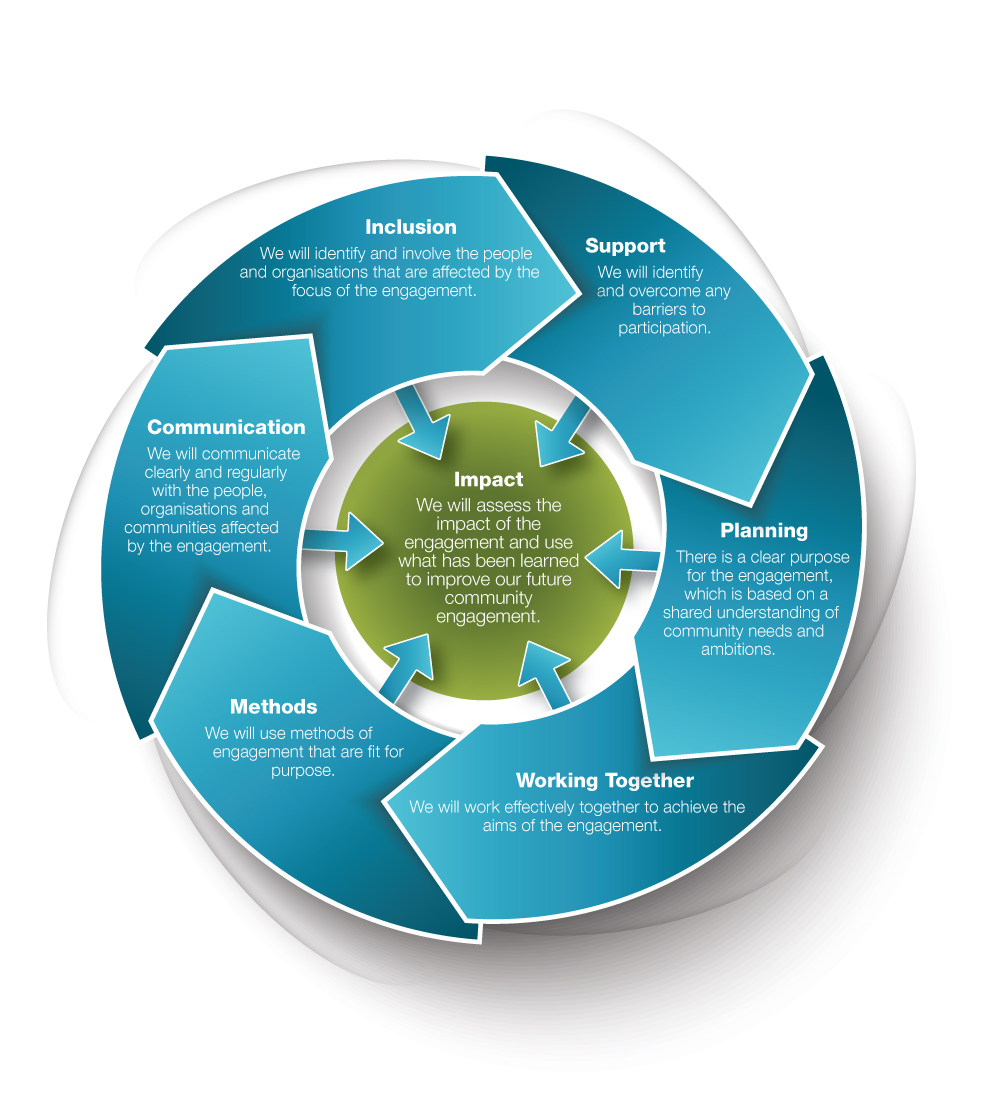 Inclusion
We will identify and involve the people
and organisations that are affected by the
focus of the engagement.
Support
We will identify
and overcome any
barriers to
participation.
Planning
There is a clear purpose
for the engagement,
which is based on a
shared understanding of
community needs and
ambitions.
Working Together
We will work effectively together to achieve the
aims of the engagement.
Methods
We will use methods of
engagement that are fit for
purpose.
Communication
We will communicate
clearly and regularly
with the people,
organisations and
communities affected
by the engagement.
Impact
We will assess the
impact of the
engagement and use
what has been learned
to improve our future
community
engagement.